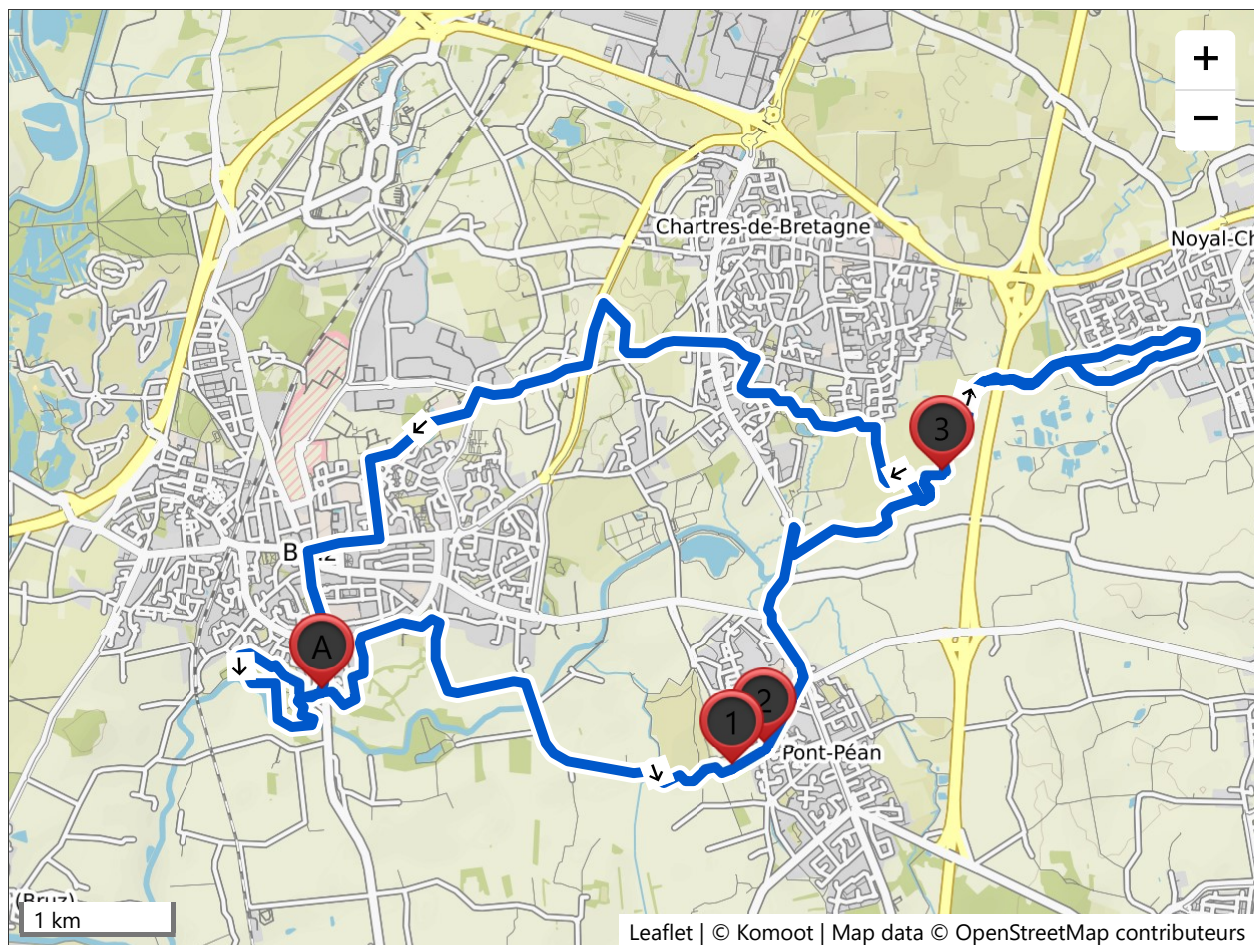 +
−
Chartres-de-Bretagne
Noyal-Ch
3
A
2
1
Pont-Péan
(Bruz)
1 km
Leaflet | © Komoot | Map data © OpenStreetMap contributeurs